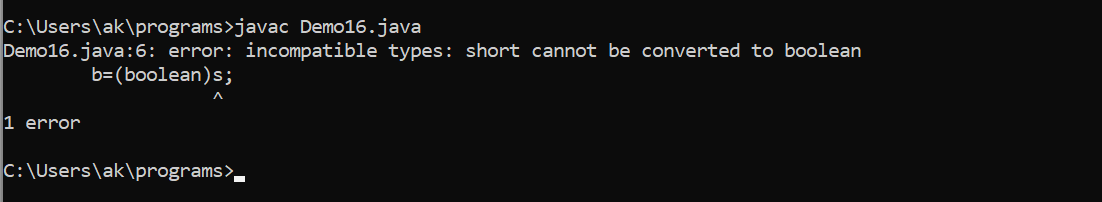 C:\Users\ak\programs>javac Demo16.java
Demo16.java:6: error: incompatible types: short cannot be converted to boolean
        b=(boolean)s;
                   ^
1 error
C:\Users\ak\programs>